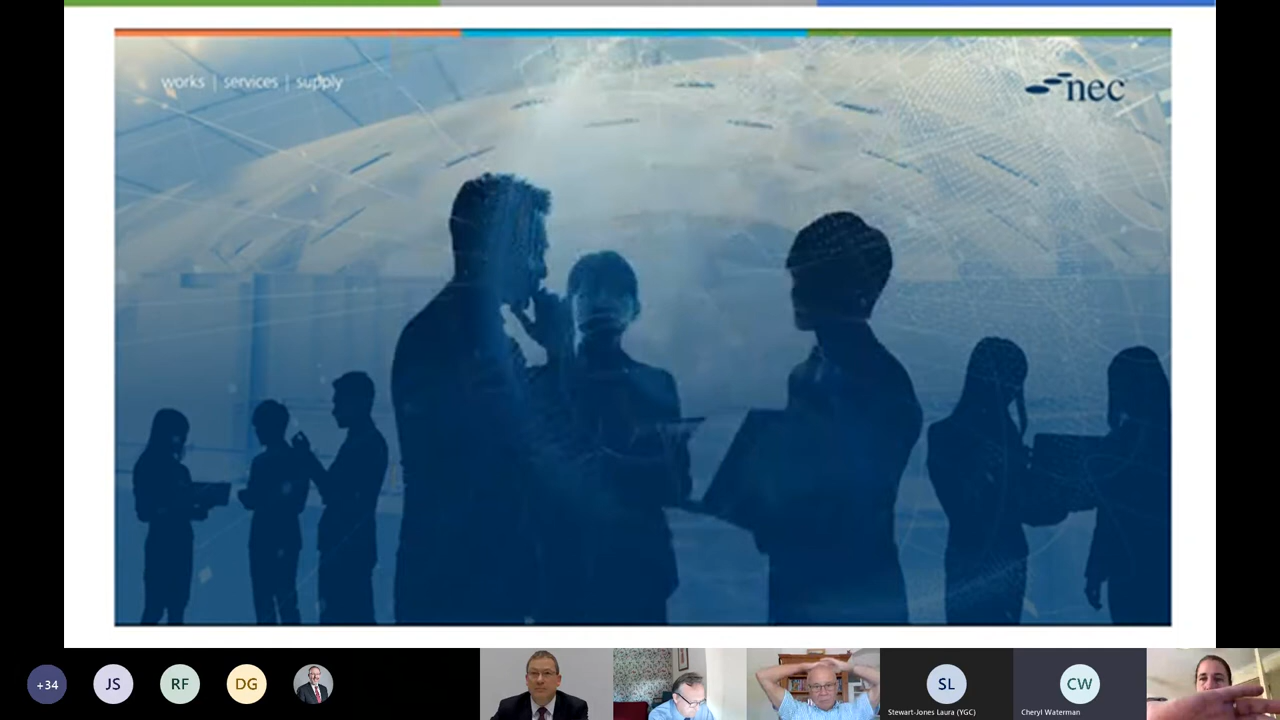 works | services | supply
nec
+34
JS
RF
DG
SL
CW
Stewart-Jones Laura (YGC)
Cheryl Waterman